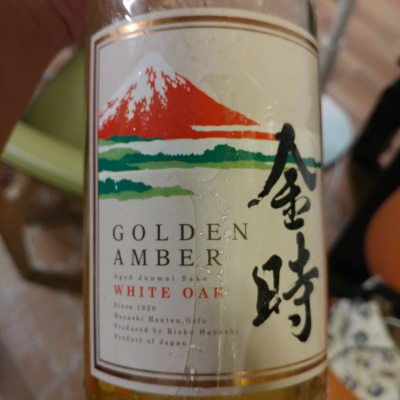 金時
GOLDEN
AMBER
Aged Junmai Sake
WHITE OAK
Since 1920
Hayashi Honten, Gifu
Produced by Rieko Hayashi
Product of Japan